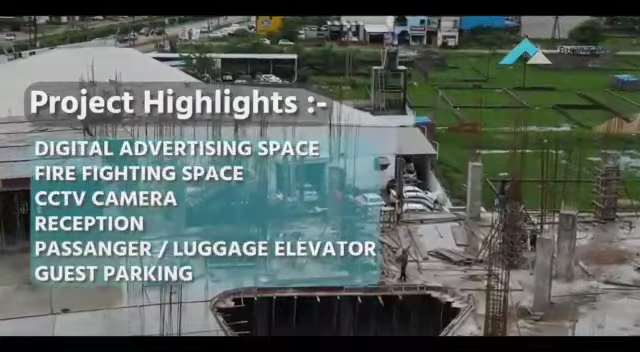 Project Highlights :-
DIGITAL ADVERTISING SPACE
FIRE FIGHTING SPACE
CCTV CAMERA
RECEPTION
PASSANGER / LUGGAGE ELEVATOR
GUEST PARKING